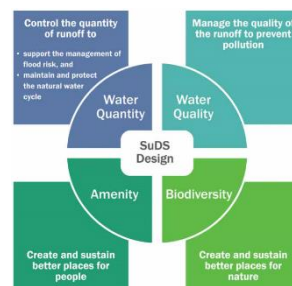 Control the quantity
of runoff to
• support the management of
flood risk, and
• maintain and protect
the natural water
cycle
Manage the quality of
the runoff to prevent
pollution
Water
Quantity
Water
Quality
SuDS
Design
Amenity
Biodiversity
Create and sustain
better places for
people
Create and sustain
better places for
nature